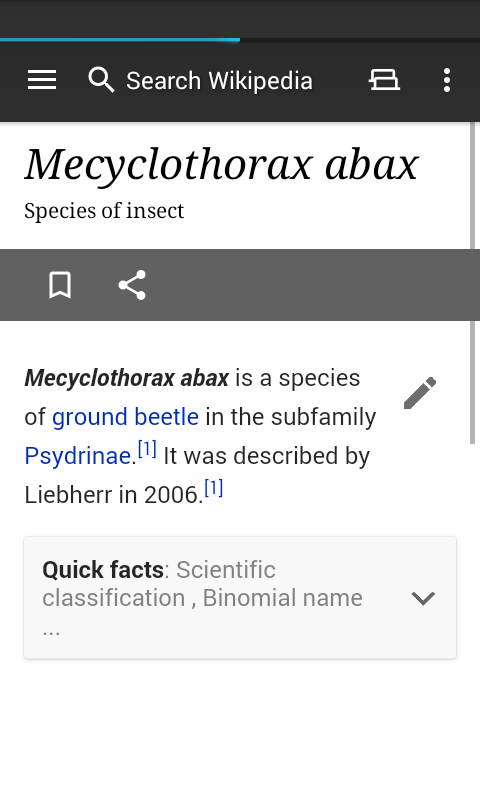 Search Wikipedia
Mecyclothorax abax
Species of insect
Mecyclothorax abax is a species
of ground beetle in the subfamily
Psydrinae.[1] It was described by
Liebherr in 2006.[1]
Quick facts: Scientific
classification , Binomial name
...